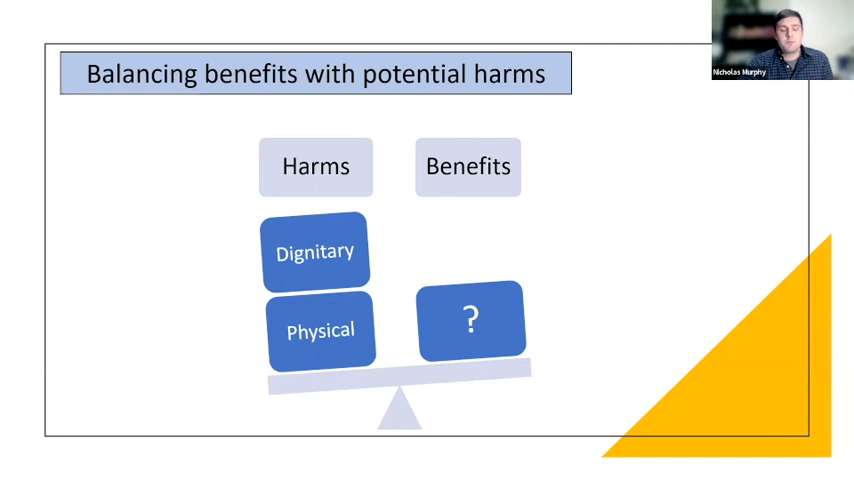 Balancing benefits with potential harms
Nicholas Murphy
Harms
Benefits
Dignitary
Physical
?